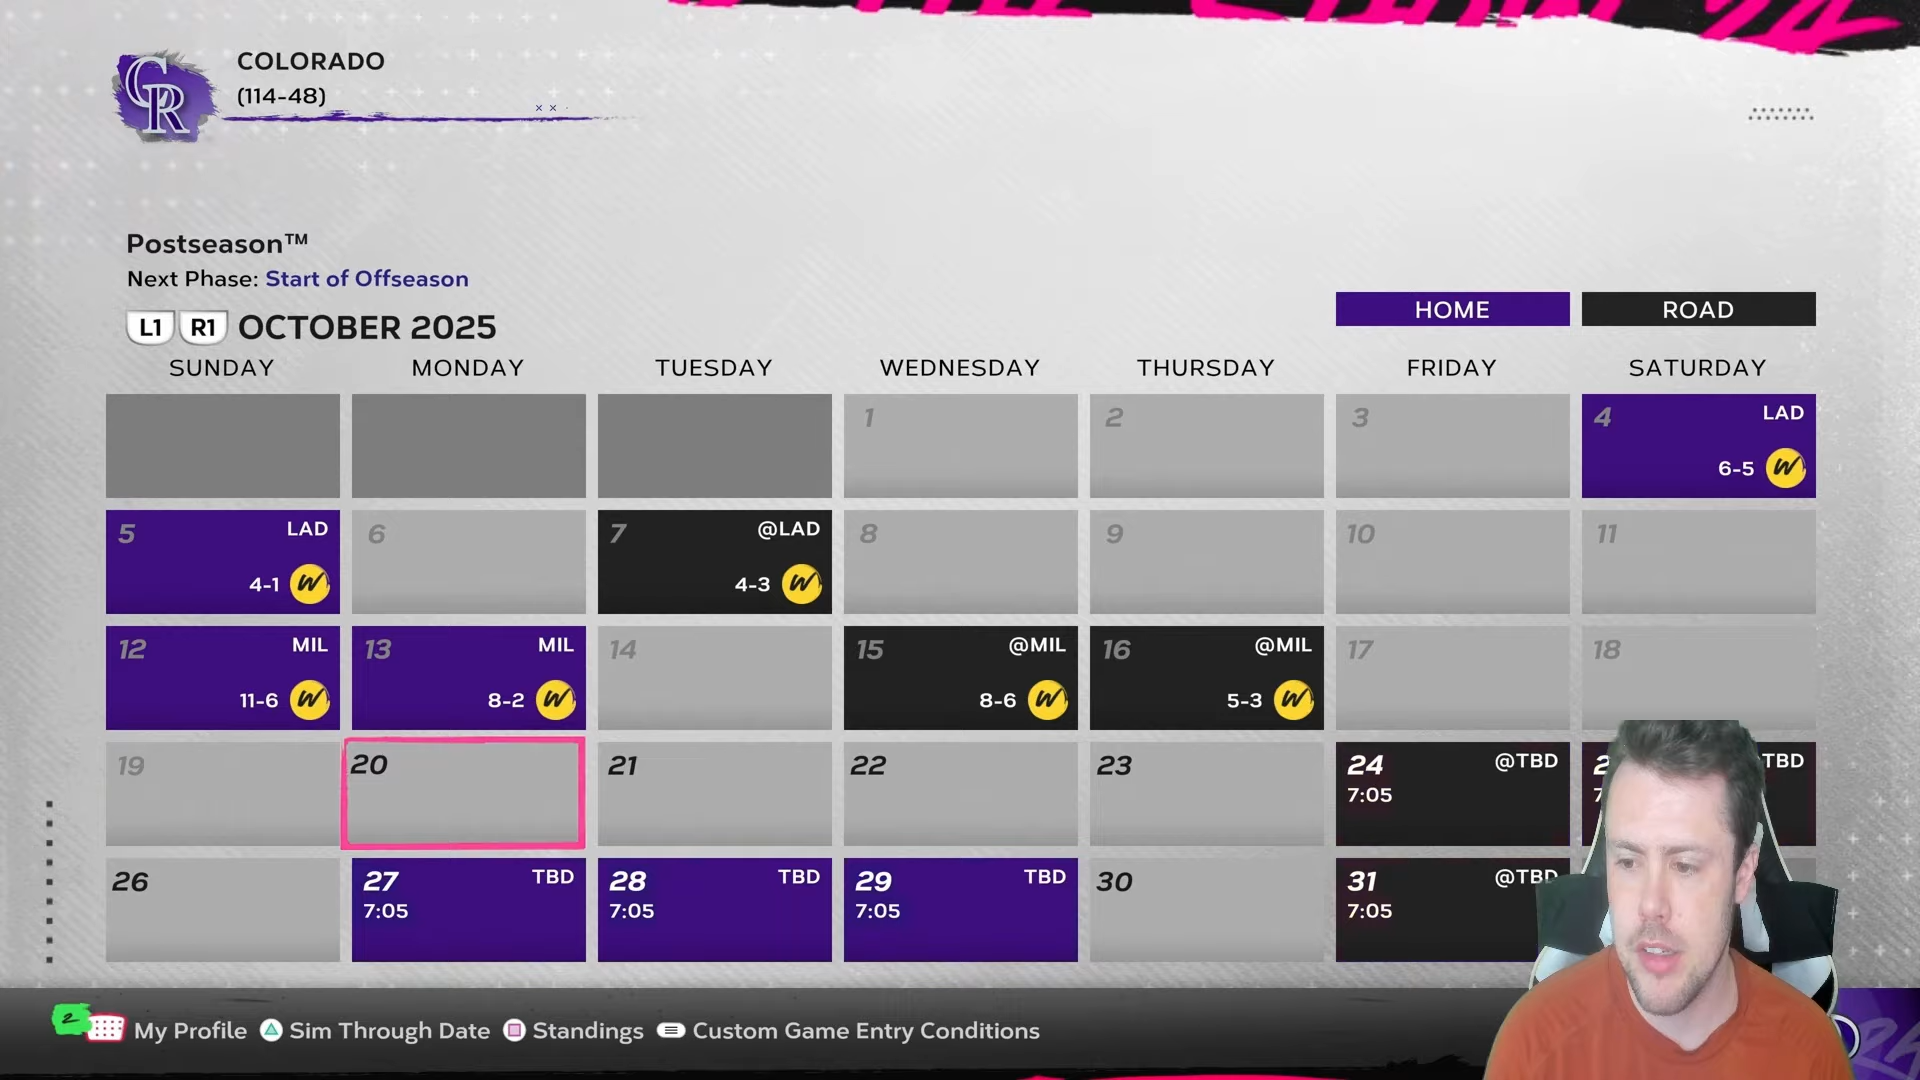 COLORADO
(114-48)
Postseason™
Next Phase: Start of Offseason
L1 R1 OCTOBER 2025
HOME ROAD
SUNDAY MONDAY TUESDAY WEDNESDAY THURSDAY FRIDAY SATURDAY
1 2 3 4 LAD
6-5 W
5 LAD 6 7 @LAD 8 9 10 11
4-1 W 4-3 W
12 MIL 13 MIL 14 15 @MIL 16 @MIL 17 18
11-6 W 8-2 W 8-6 W 5-3 W
19 20 21 22 23 24 @TBD TBD
7:05
26 27 TBD 28 TBD 29 TBD 30 31 @TBD
7:05 7:05 7:05 7:05
2 My Profile Sim Through Date Standings Custom Game Entry Conditions